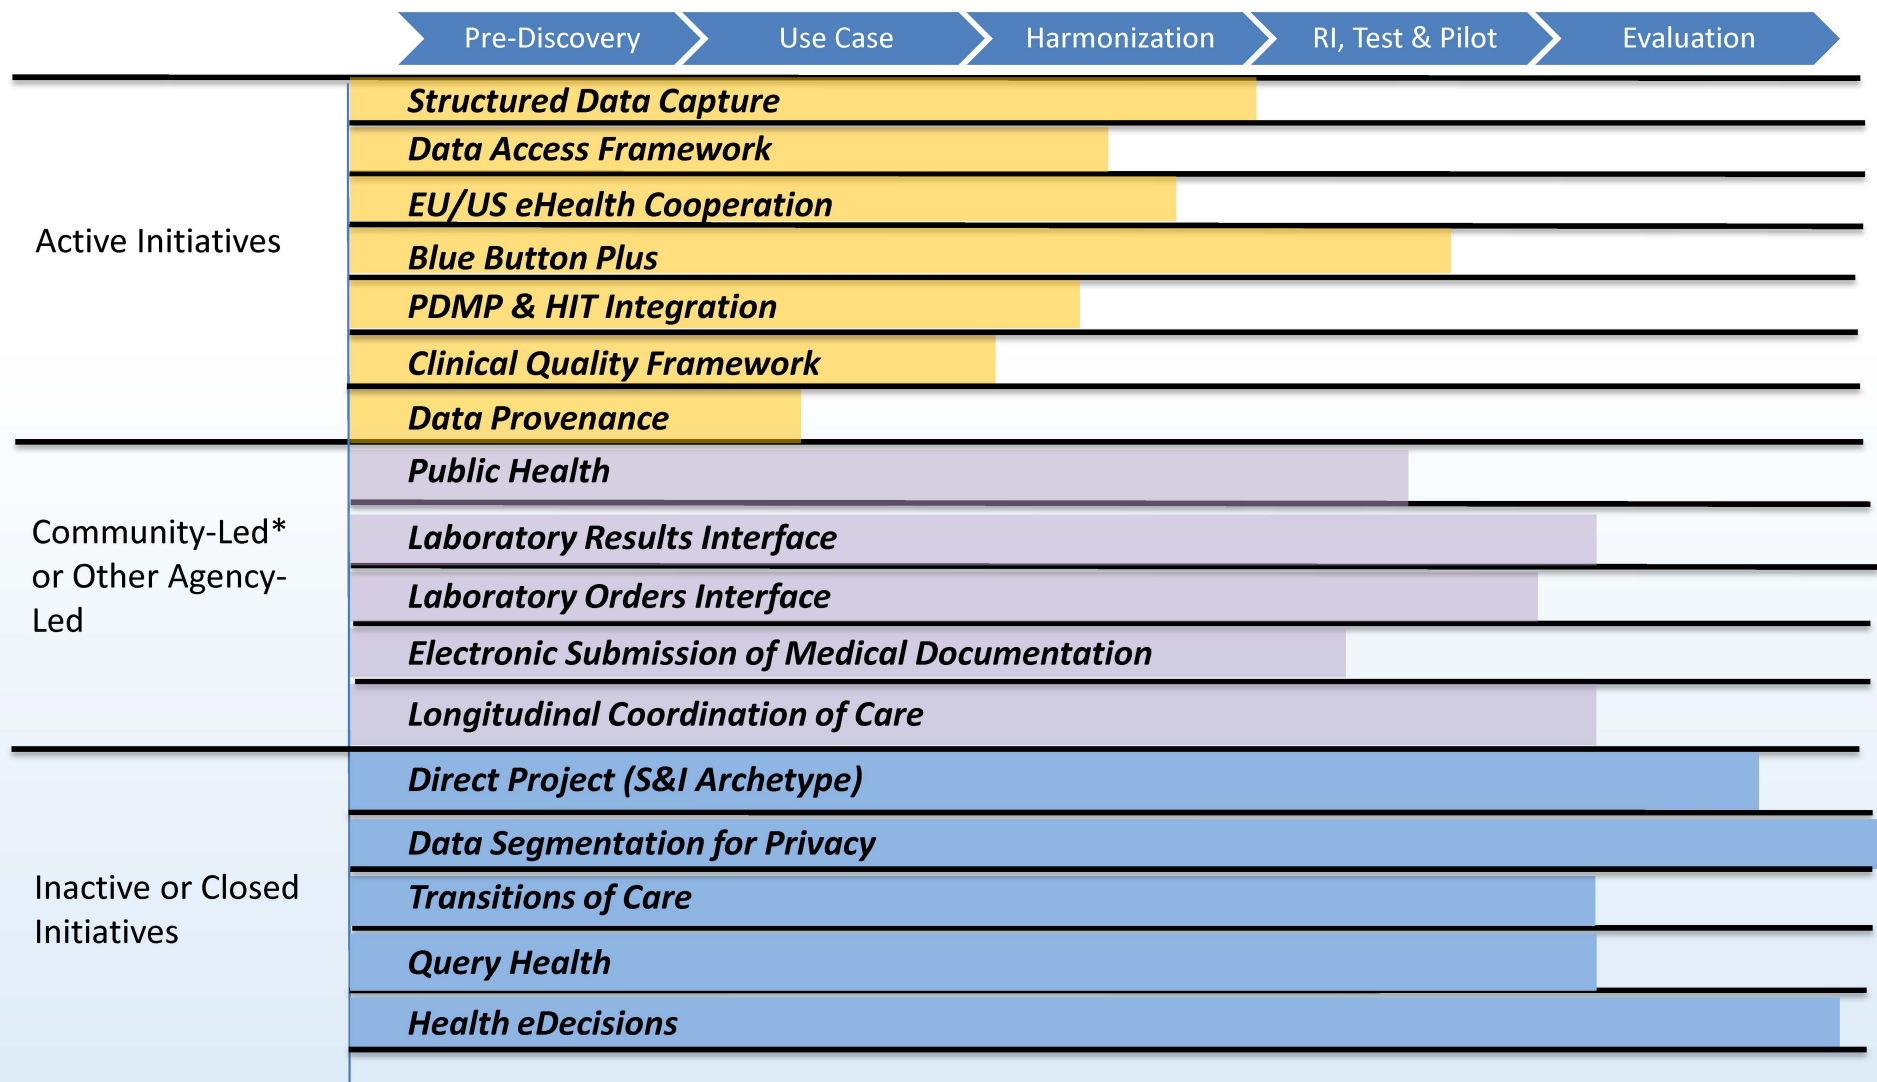 Pre-Discovery
Use Case
Harmonization
RI, Test & Pilot
Evaluation
Active Initiatives
Structured Data Capture
Data Access Framework
EU/US eHealth Cooperation
Blue Button Plus
PDMP & HIT Integration
Clinical Quality Framework
Data Provenance
Community-Led*
or Other Agency-
Led
Public Health
Laboratory Results Interface
Laboratory Orders Interface
Electronic Submission of Medical Documentation
Longitudinal Coordination of Care
Inactive or Closed
Initiatives
Direct Project (S&I Archetype)
Data Segmentation for Privacy
Transitions of Care
Query Health
Health eDecisions